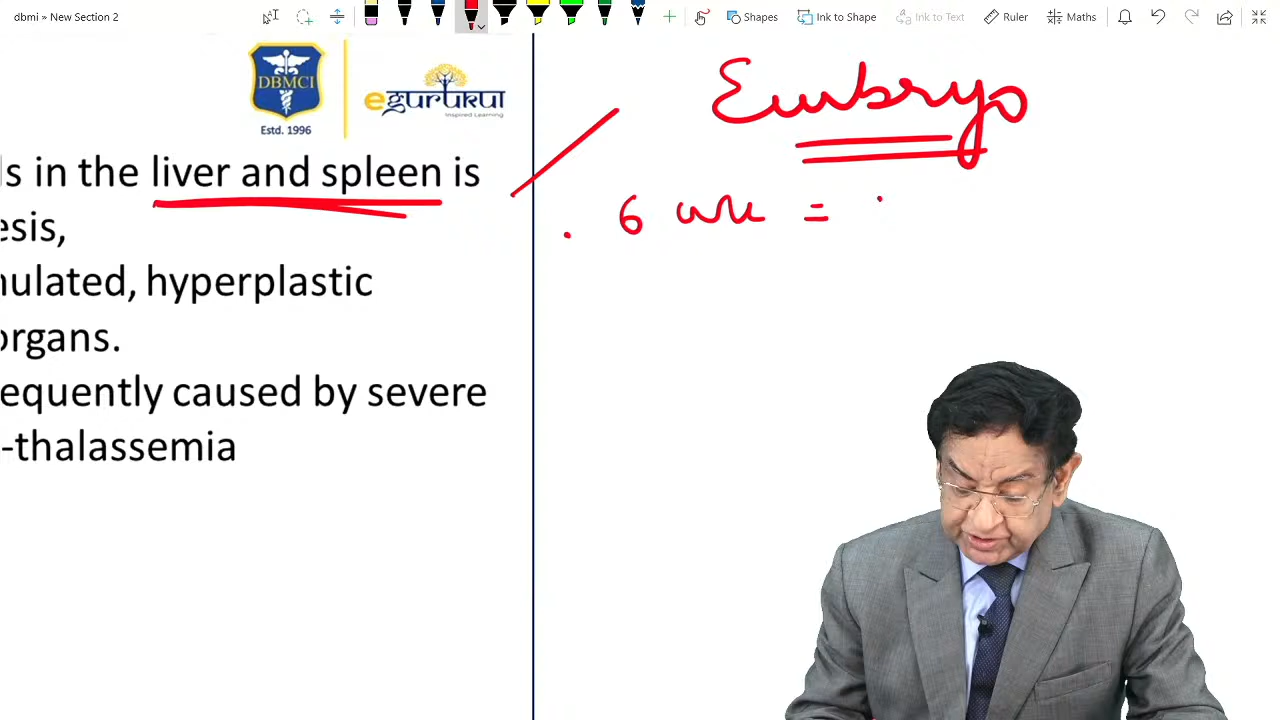 dbmi » New Section 2
Shapes
Ink to Shape
Ink to Text
Ruler
Maths
DBMCI
Estd. 1996
egurukul
Inspired Learning
ls in the liver and spleen is
esis,
nulated, hyperplastic
organs.
equently caused by severe
-thalassemia
Embryo
. 6 wk =